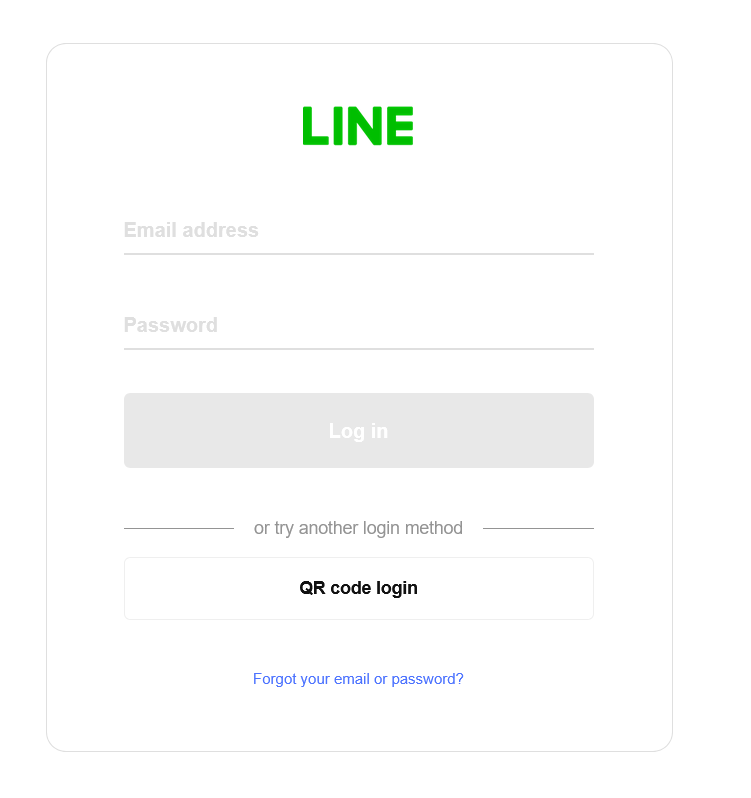 LINE
Email address
Password
Log in
or try another login method
QR code login
Forgot your email or password?